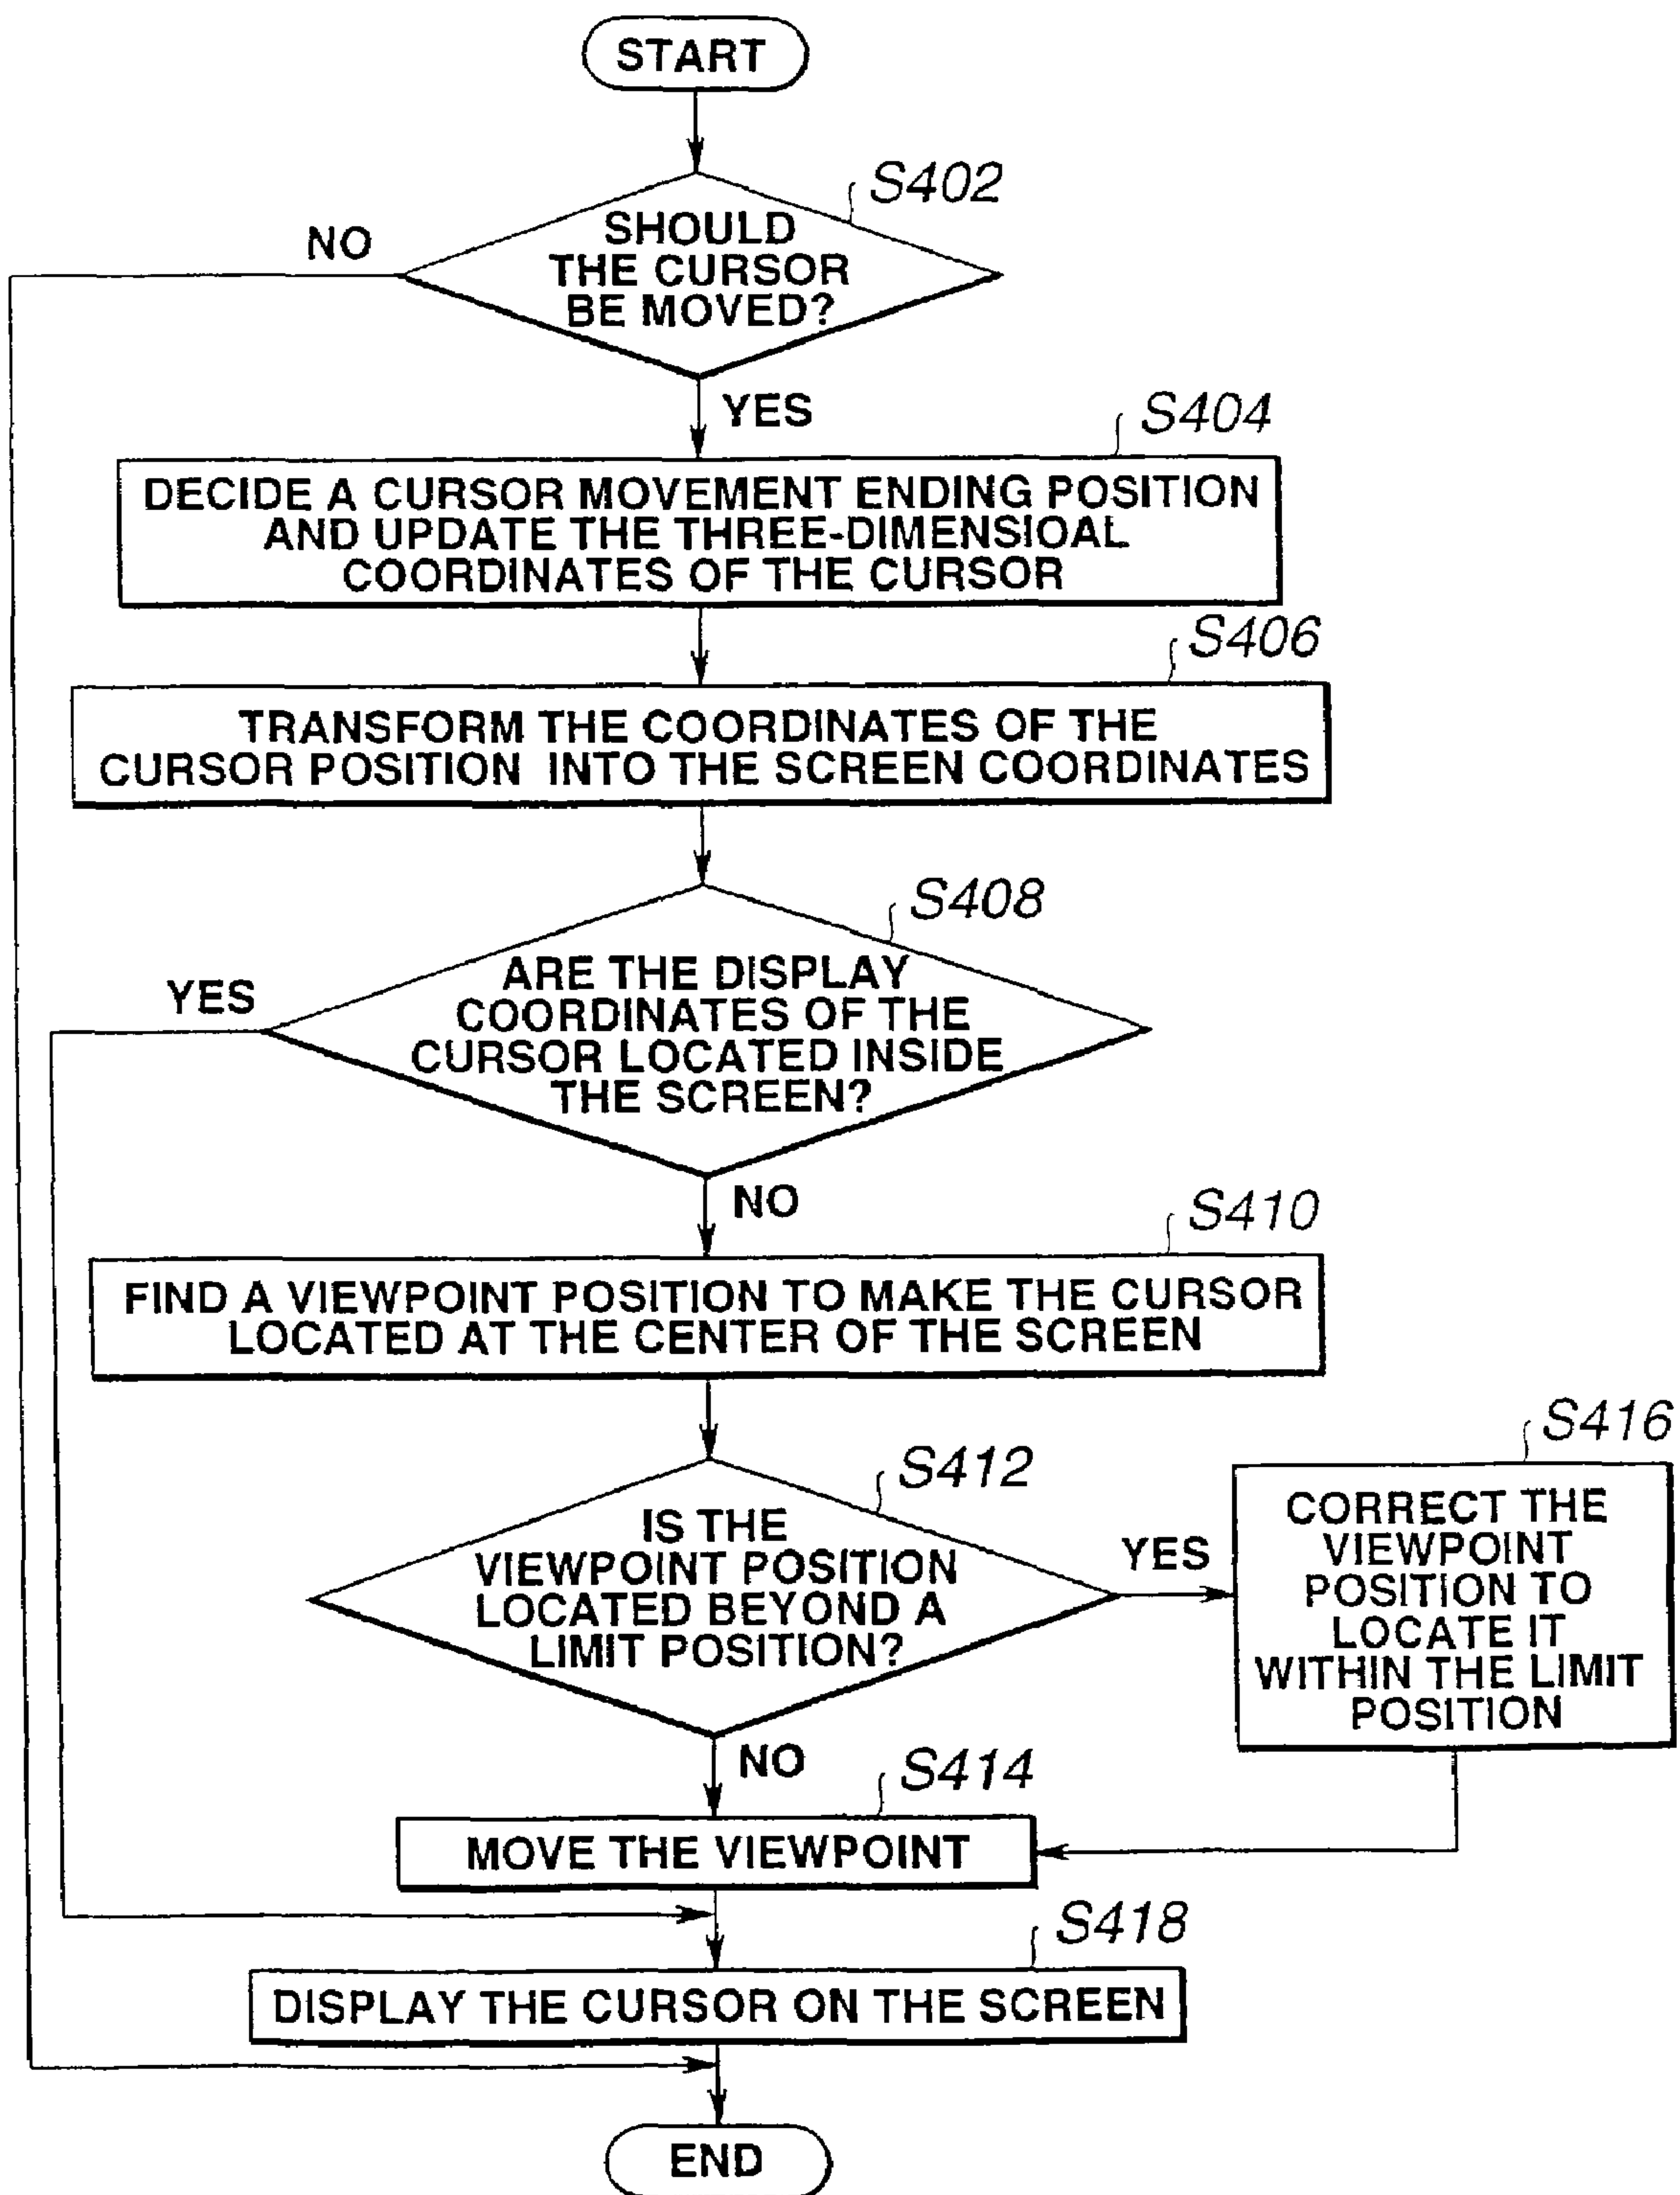 START
S402
NO
SHOULD
THE CURSOR
BE MOVED?
YES
S404
DECIDE A CURSOR MOVEMENT ENDING POSITION
AND UPDATE THE THREE-DIMENSIOAL
COORDINATES OF THE CURSOR
S406
TRANSFORM THE COORDINATES OF THE
CURSOR POSITION INTO THE SCREEN COORDINATES
S408
YES
ARE THE DISPLAY
COORDINATES OF THE
CURSOR LOCATED INSIDE
THE SCREEN?
NO
S410
FIND A VIEWPOINT POSITION TO MAKE THE CURSOR
LOCATED AT THE CENTER OF THE SCREEN
S412
IS THE
VIEWPOINT POSITION
LOCATED BEYOND A
LIMIT POSITION?
YES
S416
CORRECT THE
VIEWPOINT
POSITION TO
LOCATE IT
WITHIN THE LIMIT
POSITION
NO
S414
MOVE THE VIEWPOINT
S418
DISPLAY THE CURSOR ON THE SCREEN
END